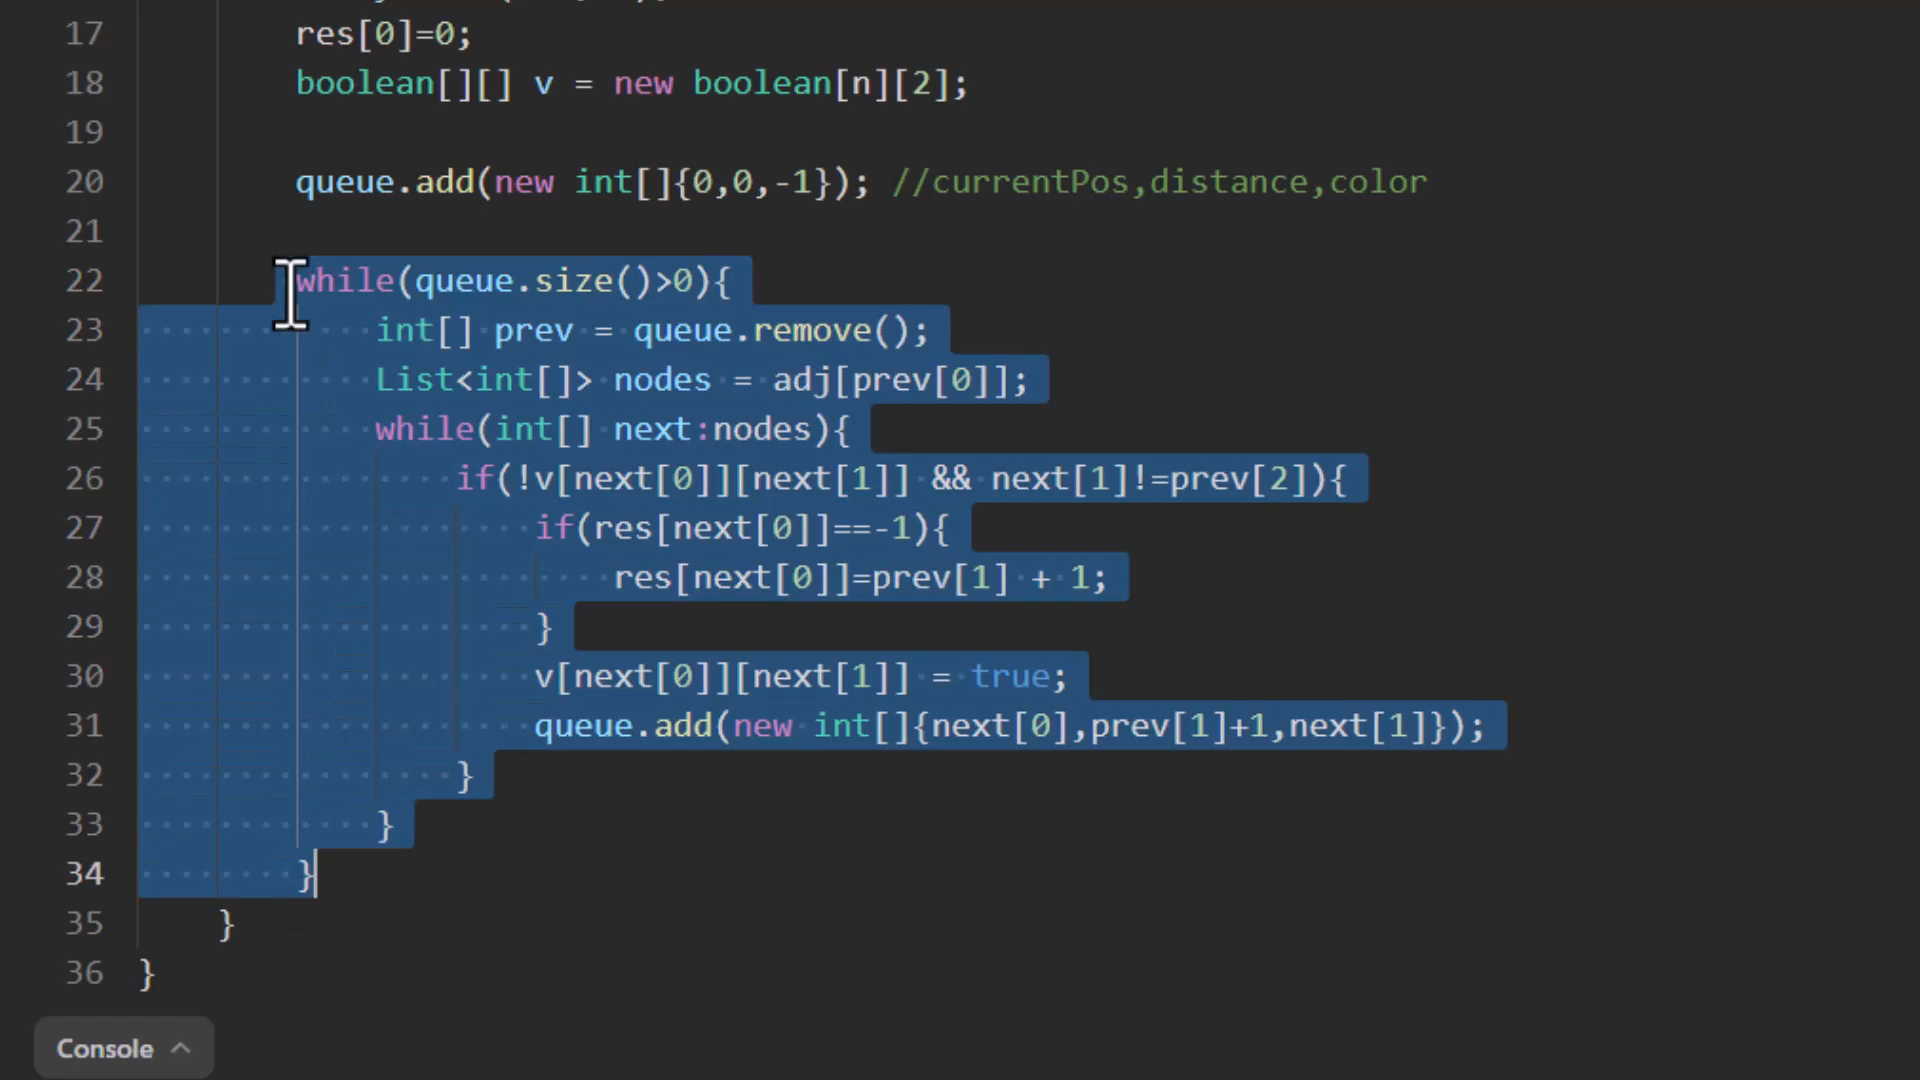 17 res[0]=0;
18 boolean[][] v = new boolean[n][2];
19
20 queue.add(new int[]{0,0,-1}); //currentPos,distance,color
21
22 while(queue.size()>0){
23 int[] prev = queue.remove();
24 List<int[]> nodes = adj[prev[0]];
25 while(int[] next:nodes){
26 if(!v[next[0]][next[1]] && next[1]!=prev[2]){
27 if(res[next[0]]==-1){
28 res[next[0]]=prev[1] + 1;
29 }
30 v[next[0]][next[1]] = true;
31 queue.add(new int[]{next[0],prev[1]+1,next[1]});
32 }
33 }
34 }
35 }
36 }
Console